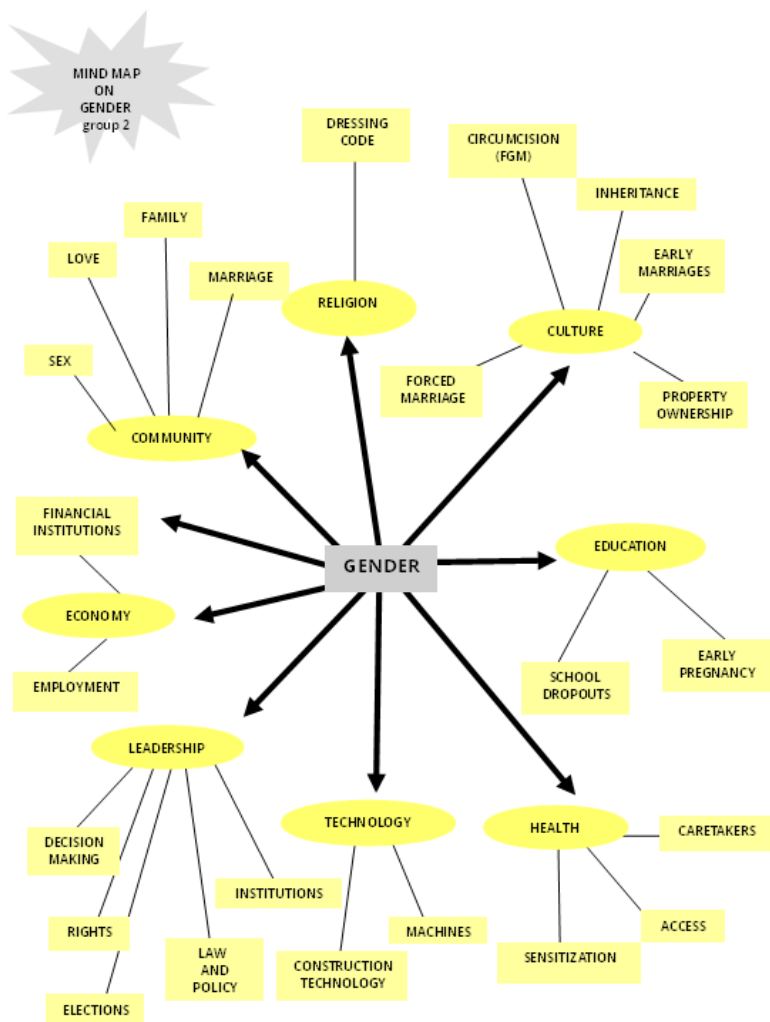 MIND MAP
ON
GENDER
group 2
DRESSING
CODE
RELIGION
CIRCUMCISION
(FGM)
INHERITANCE
EARLY
MARRIAGES
CULTURE
FORCED
MARRIAGE
PROPERTY
OWNERSHIP
FAMILY
LOVE
MARRIAGE
SEX
COMMUNITY
FINANCIAL
INSTITUTIONS
ECONOMY
EMPLOYMENT
GENDER
EDUCATION
SCHOOL
DROPOUTS
EARLY
PREGNANCY
LEADERSHIP
DECISION
MAKING
RIGHTS
ELECTIONS
LAW
AND
POLICY
INSTITUTIONS
TECHNOLOGY
CONSTRUCTION
TECHNOLOGY
MACHINES
HEALTH
CARETAKERS
ACCESS
SENSITIZATION